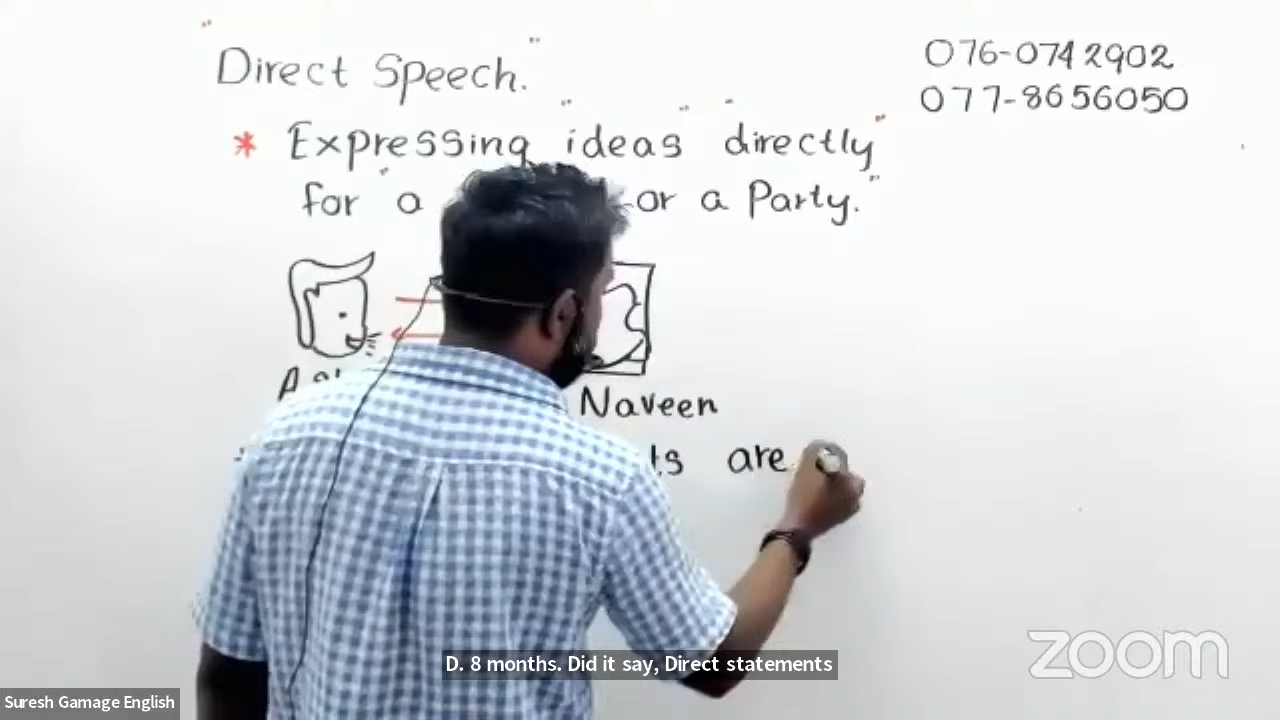 "Direct Speech."
076-0742902
077-8656050
* Expressing "ideas" "directly"
for "a or a Party."
Naveen
are
D. 8 months. Did it say, Direct statements
zoom
Suresh Gamage English